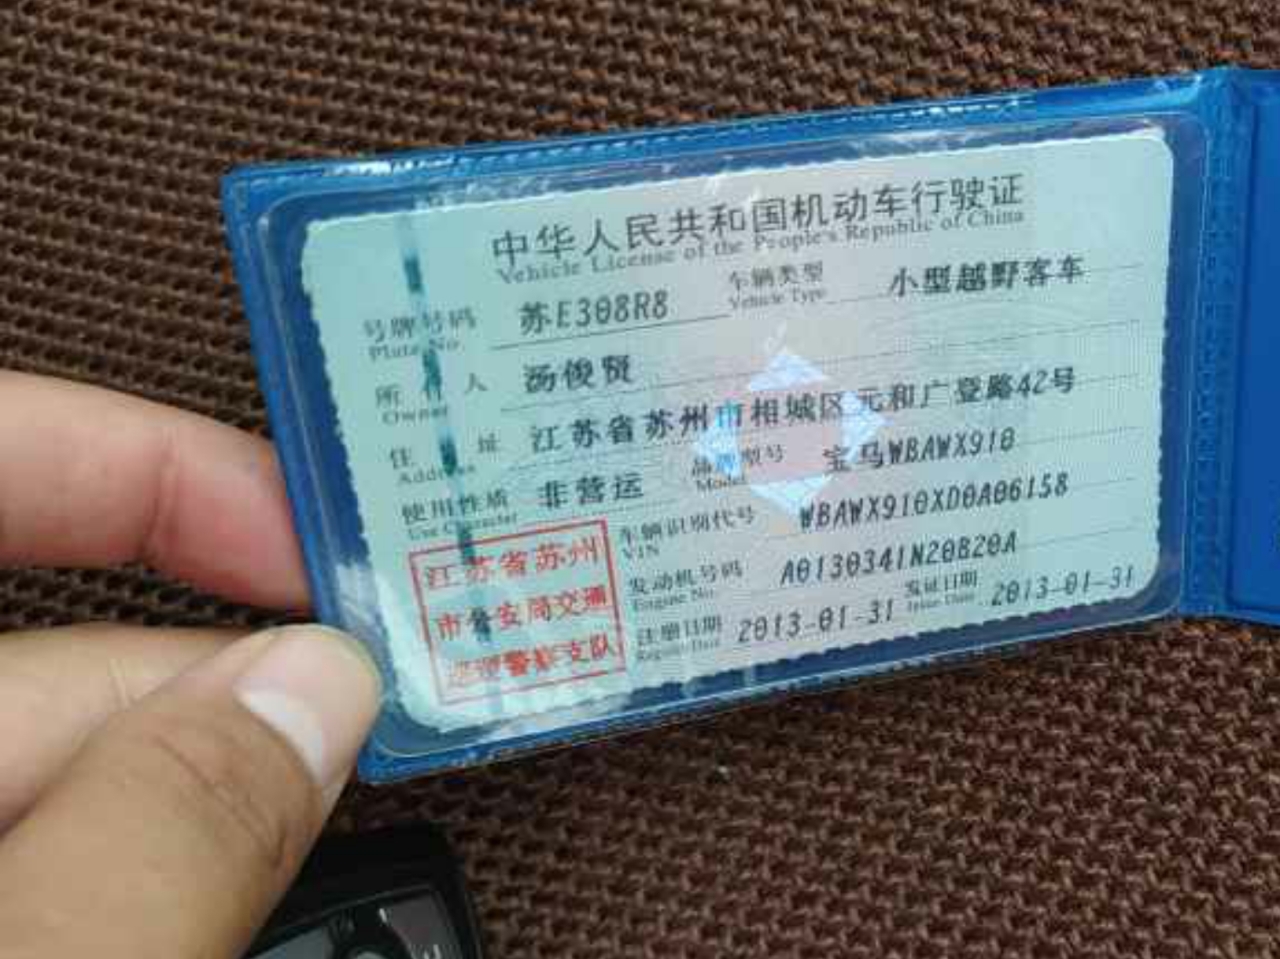 中华人民共和国机动车行驶证
Vehicle License of the People's Republic of China
号牌号码 苏E308R8 车辆类型 小型越野客车
Plate No. Vehicle Type
所有人 汤俊贤
Owner
住址 江苏省苏州市相城区元和广登路42号
Address
使用性质 非营运 品牌型号 宝马WBAWX910
Use Character Model
车辆识别代号 WBAWX910XD0A06158
VIN
发动机号码 A0130341N20B20A
Engine No.
注册日期 2013-01-31 发证日期 2013-01-31
Register Date Issue Date
江苏省苏州
市公安局交通
巡逻警察支队